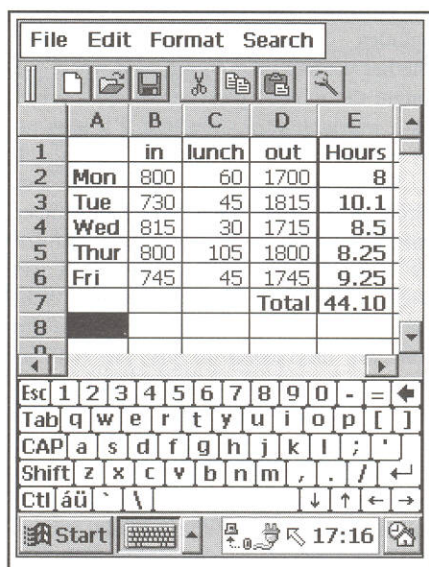 File Edit Format Search
A B C D E
1 in lunch out Hours
2 Mon 800 60 1700 8
3 Tue 730 45 1815 10.1
4 Wed 815 30 1715 8.5
5 Thur 800 105 1800 8.25
6 Fri 745 45 1745 9.25
7 Total 44.10
8
Esc 1 2 3 4 5 6 7 8 9 0 - = 
Tab q w e r t y u i o p [ ]
CAP a s d f g h j k l ; '
Shift z x c v b n m , . / ↵
Ctl áü ` \ ↓ ↑ ← →
Start 17:16